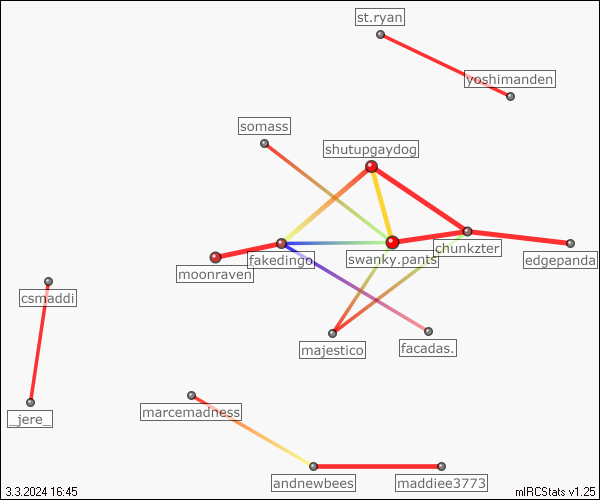 st.ryan
yoshimanden
somass
shutupgaydog
chunkzter
swanky.pants
fakedingo
edgepanda
moonraven
csmaddi
majestico
facadas.
_jere_
marcemadness
andnewbees
maddiee3773
3.3.2024 16:45
mIRCStats v1.25